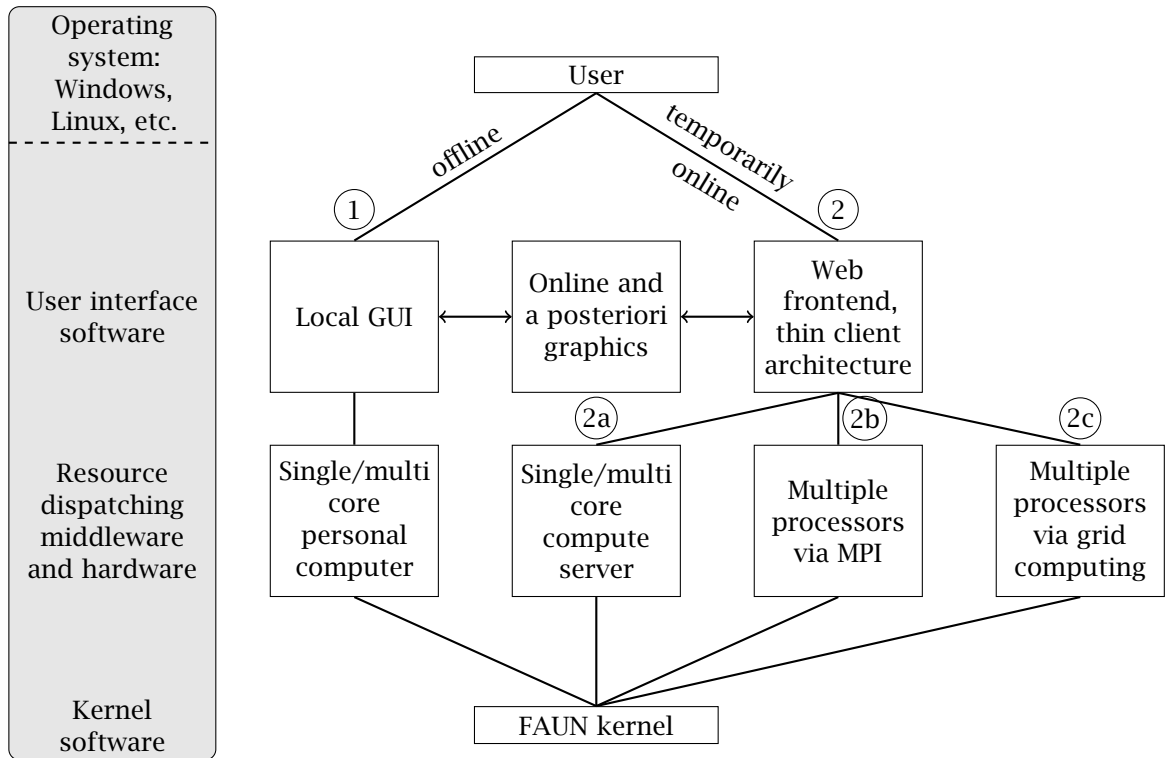 Operating
system:
Windows,
Linux, etc.
User
offline
temporarily
online
1
2
User interface
software
Local GUI
Online and
a posteriori
graphics
Web
frontend,
thin client
architecture
2a
2b
2c
Resource
dispatching
middleware
and hardware
Single/multi
core
personal
computer
Single/multi
core
compute
server
Multiple
processors
via MPI
Multiple
processors
via grid
computing
Kernel
software
FAUN kernel